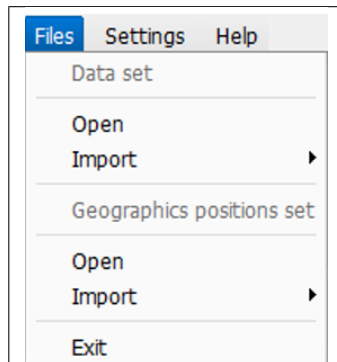 Files Settings Help
Data set
Open
Import
Geographics positions set
Open
Import
Exit